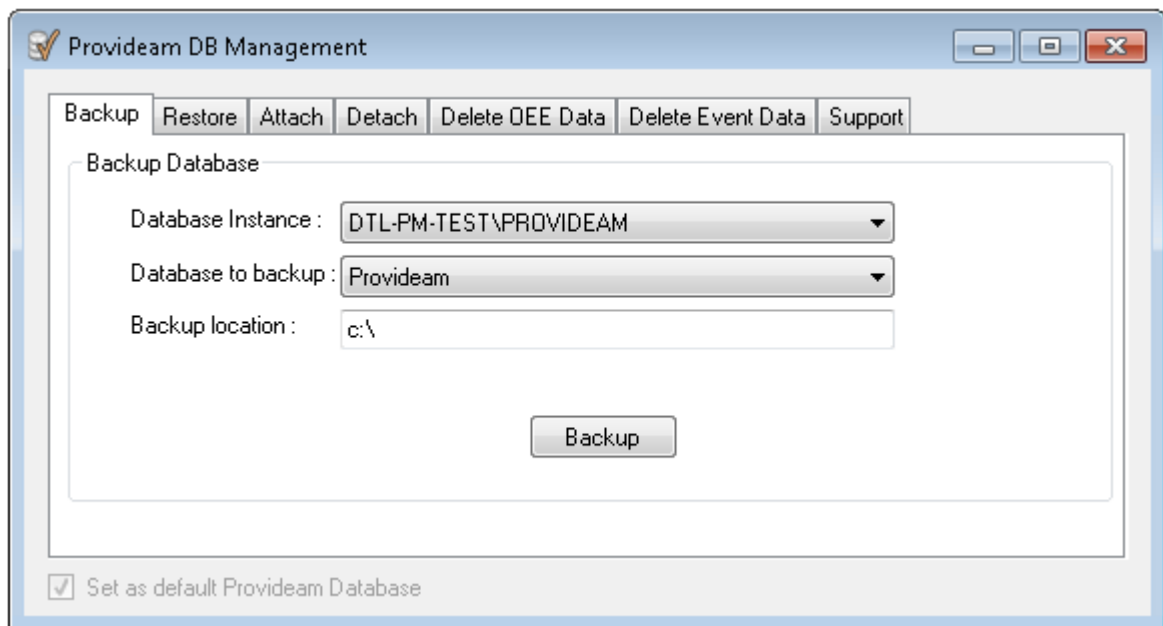 Provideam DB Management
Backup Restore Attach Detach Delete OEE Data Delete Event Data Support
Backup Database
Database Instance : DTL-PM-TEST\PROVIDEAM
Database to backup : Provideam
Backup location : c:\
Backup
Set as default Provideam Database